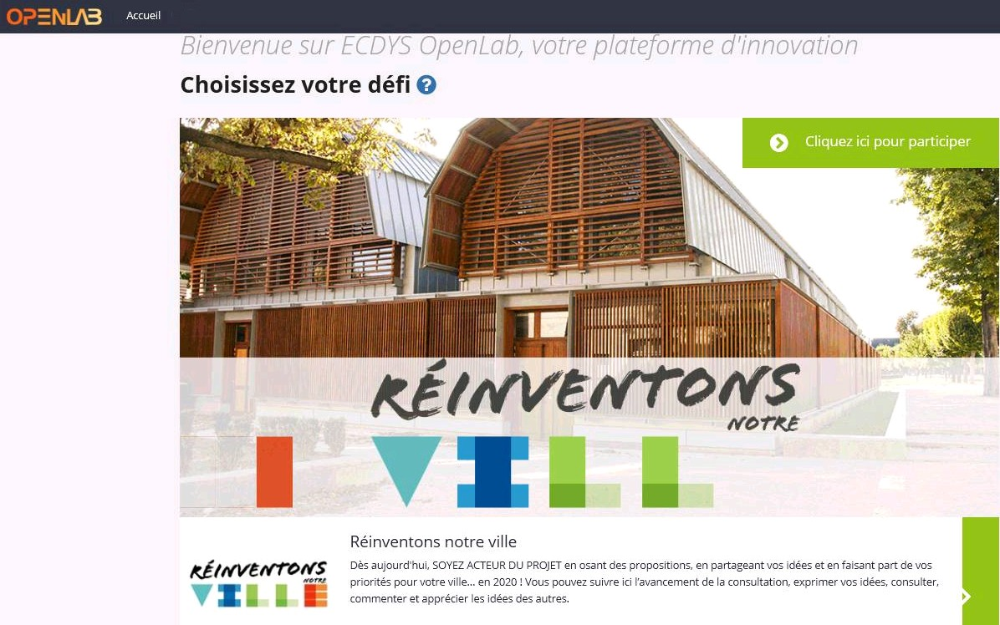 OPENLAB Accueil
Bienvenue sur ECDYS OpenLab, votre plateforme d'innovation
Choisissez votre défi ?
Cliquez ici pour participer
RÉINVENTONS
NOTRE
VILL
Réinventons notre ville
RÉINVENTONS
NOTRE
VILLE
Dès aujourd'hui, SOYEZ ACTEUR DU PROJET en osant des propositions, en partageant vos idées et en faisant part de vos
priorités pour votre ville... en 2020 ! Vous pouvez suivre ici l'avancement de la consultation, exprimer vos idées, consulter,
commenter et apprécier les idées des autres.